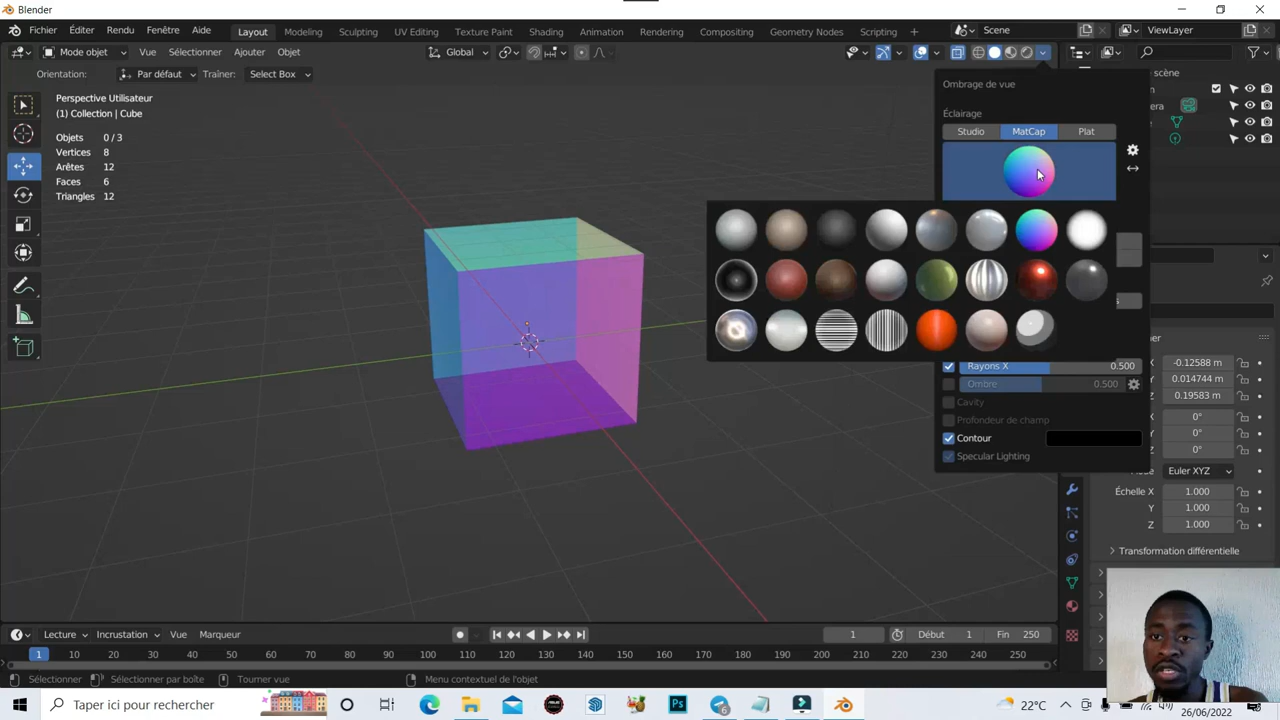 Blender
Fichier Éditer Rendu Fenêtre Aide Layout Modeling Sculpting UV Editing Texture Paint Shading Animation Rendering Compositing Geometry Nodes Scene ViewLayer
Mode objet Vue Sélectionner Ajouter Objet Global
Orientation: Par défaut Traîner: Select Box
Perspective Utilisateur
(1) Collection | Cube
Objets 0 / 3
Vertices 8
Arêtes 12
Faces 6
Triangles 12
Ombrage de vue
Éclairage
Studio MatCap Plat
Rayons X 0.500
Ombre 0.500
Cavity
Profondeur de champ
Contour
Specular Lighting
scène
X -0.12588 m
Y 0.014744 m
Z 0.19583 m
X 0°
Y 0°
Z 0°
Mode Euler XYZ
Échelle X 1.000
Y 1.000
Z 1.000
Transformation différentielle
Lecture Incrustation Vue Marqueur 1 Début 1 Fin 250
1 10 20 30 40 50 60 70 80 90 100 110 120 130 140 150 160 170 180 190 200 210 220 230 240 250
Sélectionner Sélectionner par boîte Tourner vue Menu contextuel de l'objet
Taper ici pour rechercher Ps 6 22°C 26/06/2022